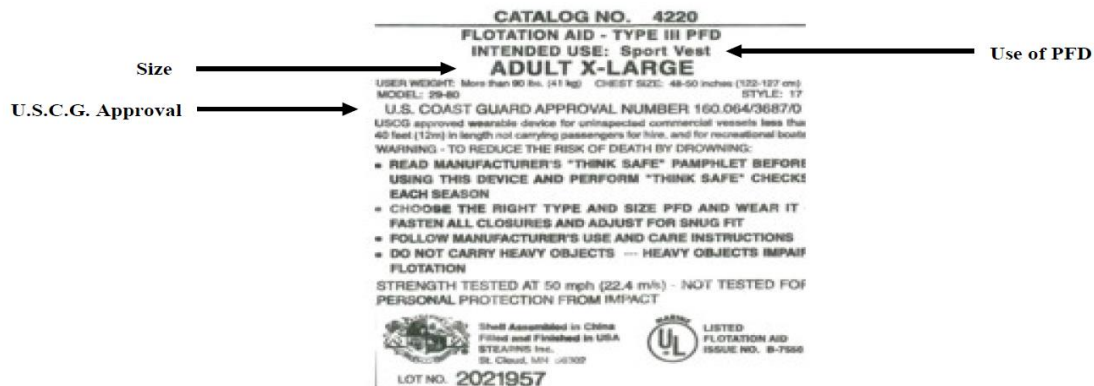 CATALOG NO. 4220
FLOTATION AID - TYPE III PFD
INTENDED USE: Sport Vest
Use of PFD
Size
ADULT X-LARGE
USER WEIGHT: More than 90 lbs. (41 kg) CHEST SIZE: 48-50 inches (122-127 cm)
MODEL: 29-80 STYLE: 17
U.S.C.G. Approval
U.S. COAST GUARD APPROVAL NUMBER 160.064/3687/0
USCG approved wearable device for uninspected commercial vessels less than
40 feet (12m) in length not carrying passengers for hire, and for recreational boats
WARNING - TO REDUCE THE RISK OF DEATH BY DROWNING:
• READ MANUFACTURER'S "THINK SAFE" PAMPHLET BEFORE
USING THIS DEVICE AND PERFORM "THINK SAFE" CHECKS
EACH SEASON
• CHOOSE THE RIGHT TYPE AND SIZE PFD AND WEAR IT -
FASTEN ALL CLOSURES AND ADJUST FOR SNUG FIT
• FOLLOW MANUFACTURER'S USE AND CARE INSTRUCTIONS
• DO NOT CARRY HEAVY OBJECTS --- HEAVY OBJECTS IMPAIR
FLOTATION
STRENGTH TESTED AT 50 mph (22.4 m/s) - NOT TESTED FOR
PERSONAL PROTECTION FROM IMPACT
Shell Assembled in China
Filled and Finished in USA
STEARNS Inc.
St. Cloud, MN
MARINE
UL
LISTED
FLOTATION AID
ISSUE NO. B-7550
LOT NO. 2021957